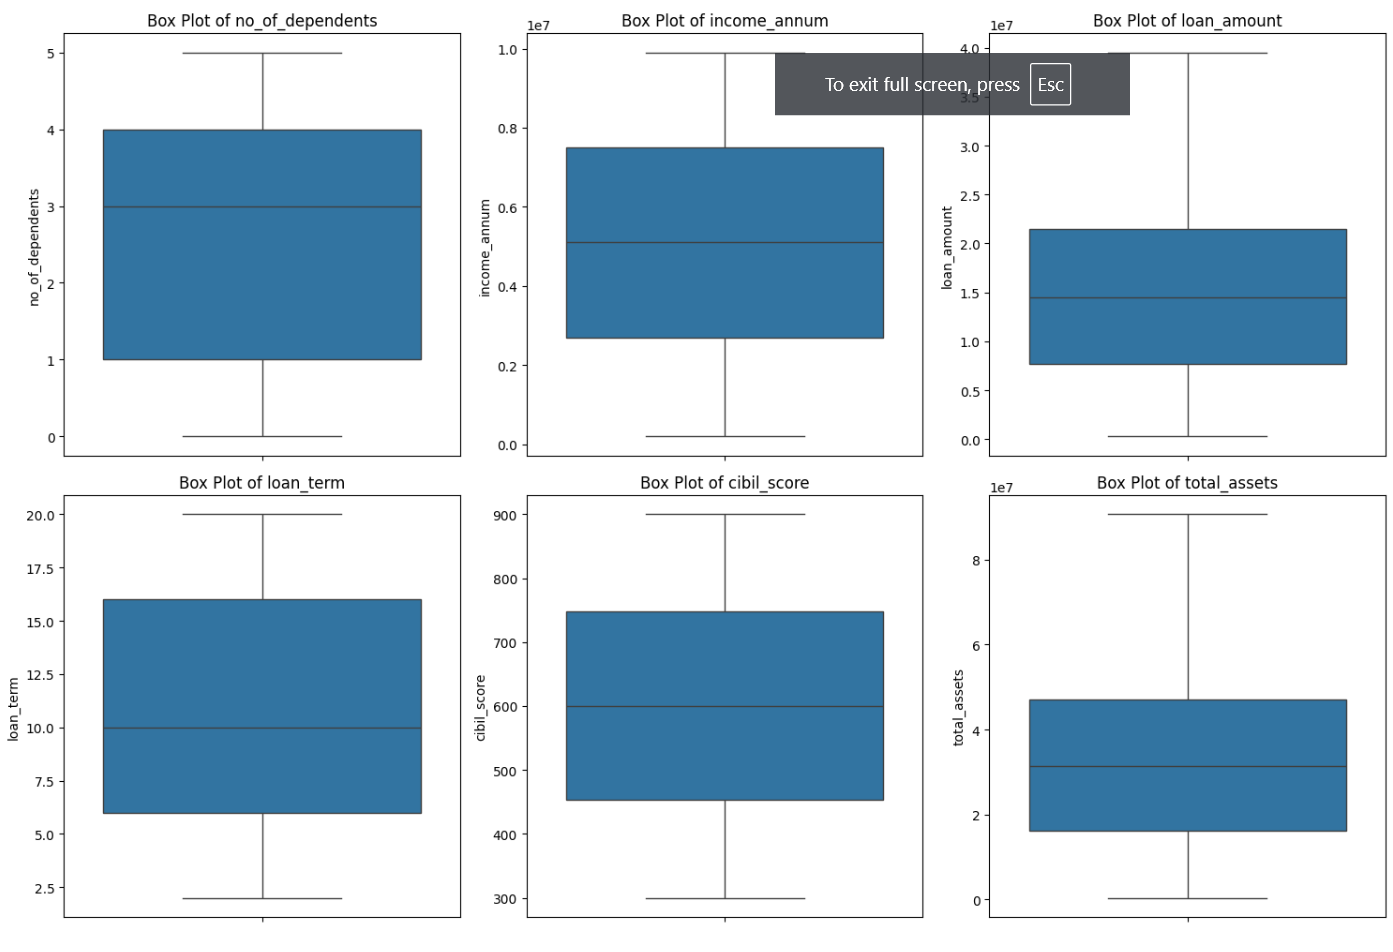 Box Plot of no_of_dependents
5
4
3
2
1
0
no_of_dependents
Box Plot of income_annum
1e7
1.0
0.8
0.6
0.4
0.2
0.0
income_annum
Box Plot of loan_amount
1e7
4.0
3.5
3.0
2.5
2.0
1.5
1.0
0.5
0.0
loan_amount
To exit full screen, press Esc
Box Plot of loan_term
20.0
17.5
15.0
12.5
10.0
7.5
5.0
2.5
loan_term
Box Plot of cibil_score
900
800
700
600
500
400
300
cibil_score
Box Plot of total_assets
1e7
8
6
4
2
0
total_assets